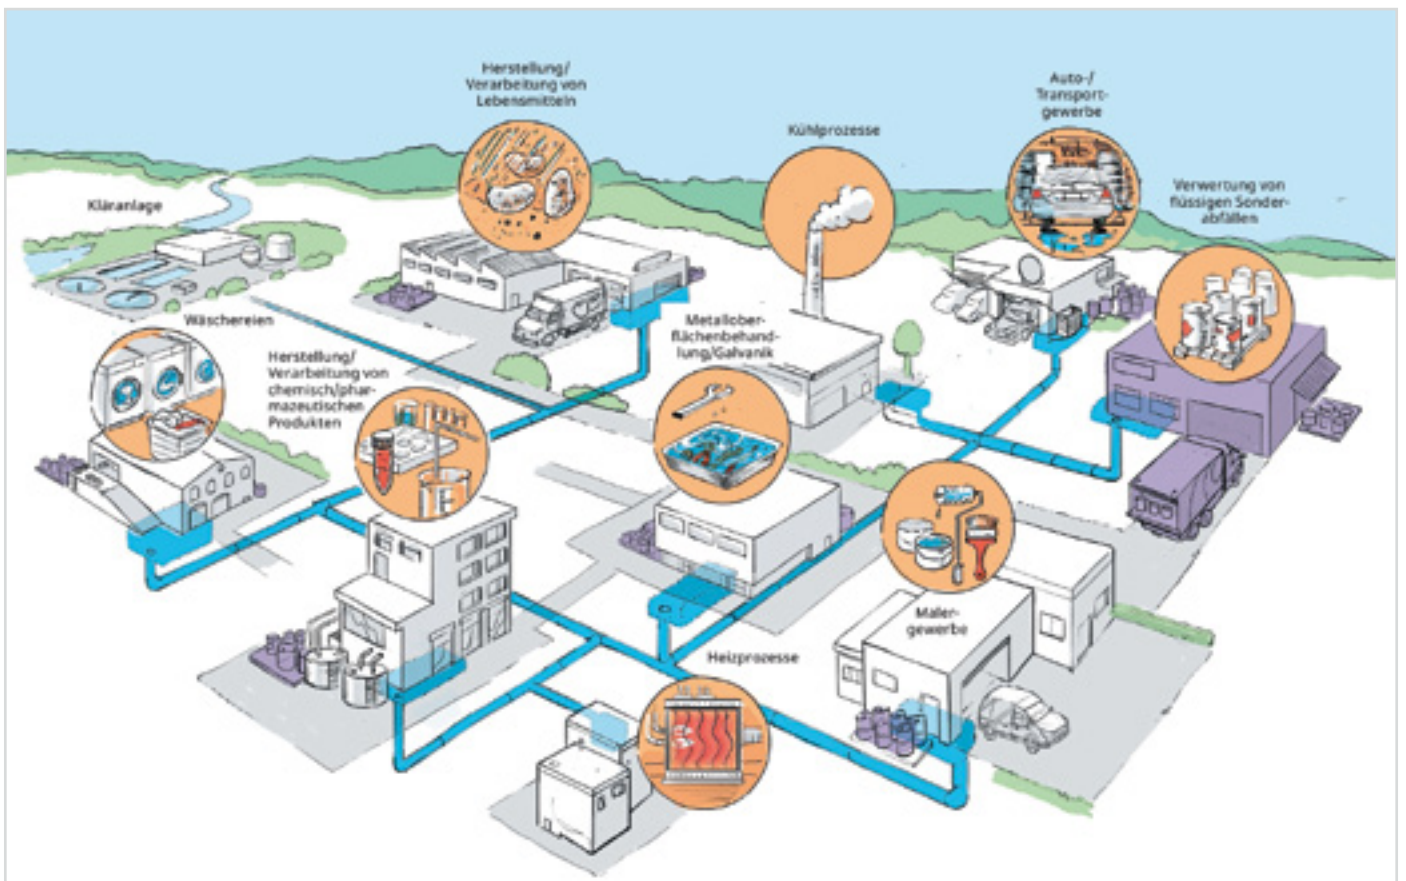 Herstellung/
Verarbeitung von
Lebensmitteln
Auto-/
Transport-
gewerbe
Kühlprozesse
Verwertung von
flüssigen Sonder-
abfällen
Kläranlage
Wäschereien
Metallober-
flächenbehand-
lung/Galvanik
Herstellung/
Verarbeitung von
chemisch/phar-
mazeutischen
Produkten
Maler-
gewerbe
Heizprozesse